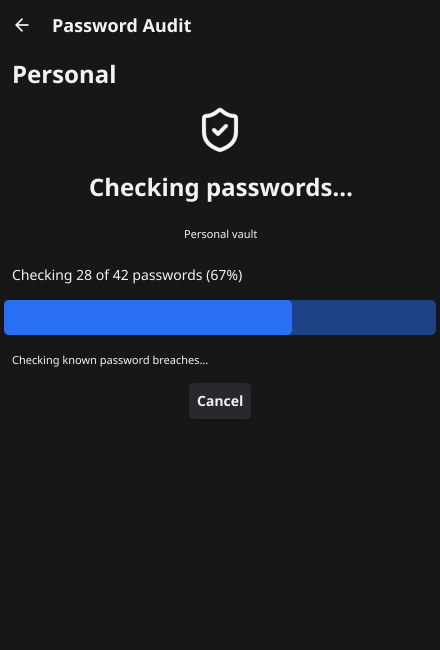 Password Audit
Personal
Checking passwords...
Personal vault
Checking 28 of 42 passwords (67%)
Checking known password breaches...
Cancel